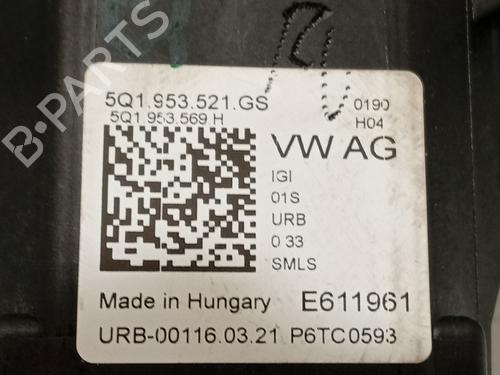 5Q1.953.521.GS
5Q1.953.569 H
0190
H04
VW AG
IGI
01S
URB
0 33
SMLS
Made in Hungary
E611961
URB-00116.03.21 P6TC0593
B-PARTS